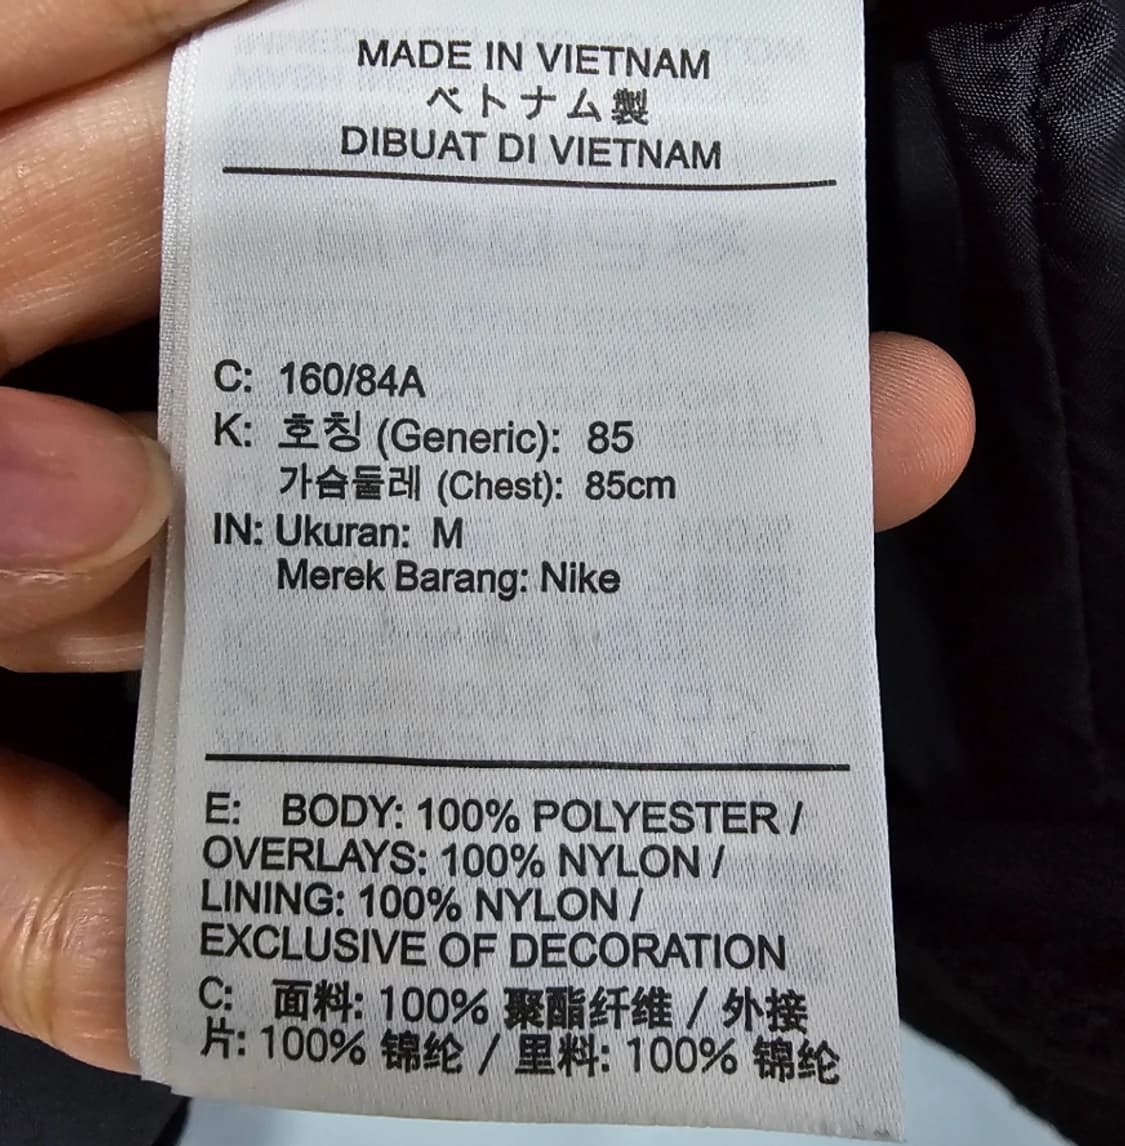 MADE IN VIETNAM
ベトナム製
DIBUAT DI VIETNAM
C: 160/84A
K: 호칭 (Generic): 85
가슴둘레 (Chest): 85cm
IN: Ukuran: M
Merek Barang: Nike
E: BODY: 100% POLYESTER /
OVERLAYS: 100% NYLON /
LINING: 100% NYLON /
EXCLUSIVE OF DECORATION
C: 面料: 100% 聚酯纤维 / 外接
片: 100% 锦纶 / 里料: 100% 锦纶